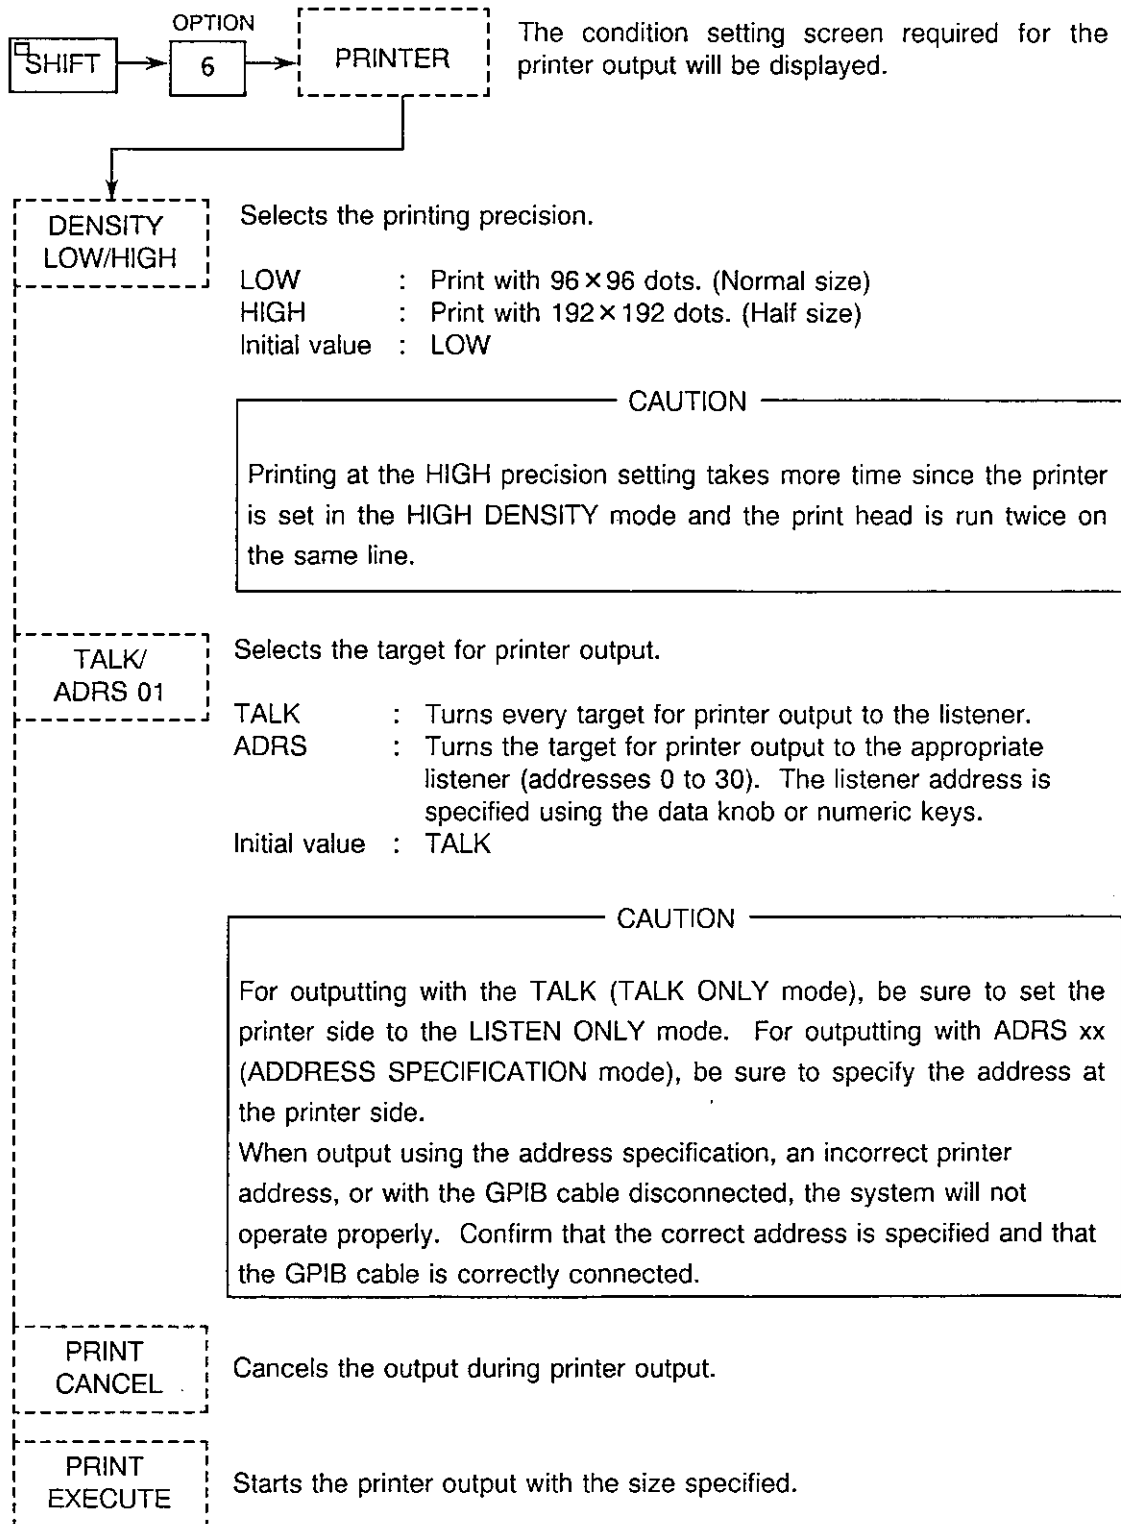 OPTION
SHIFT
6
PRINTER
The condition setting screen required for the
printer output will be displayed.
DENSITY
LOW/HIGH
Selects the printing precision.
LOW : Print with 96×96 dots. (Normal size)
HIGH : Print with 192×192 dots. (Half size)
Initial value : LOW
CAUTION
Printing at the HIGH precision setting takes more time since the printer
is set in the HIGH DENSITY mode and the print head is run twice on
the same line.
TALK/
ADRS 01
Selects the target for printer output.
TALK : Turns every target for printer output to the listener.
ADRS : Turns the target for printer output to the appropriate
listener (addresses 0 to 30). The listener address is
specified using the data knob or numeric keys.
Initial value : TALK
CAUTION
For outputting with the TALK (TALK ONLY mode), be sure to set the
printer side to the LISTEN ONLY mode. For outputting with ADRS xx
(ADDRESS SPECIFICATION mode), be sure to specify the address at
the printer side.
When output using the address specification, an incorrect printer
address, or with the GPIB cable disconnected, the system will not
operate properly. Confirm that the correct address is specified and that
the GPIB cable is correctly connected.
PRINT
CANCEL
Cancels the output during printer output.
PRINT
EXECUTE
Starts the printer output with the size specified.